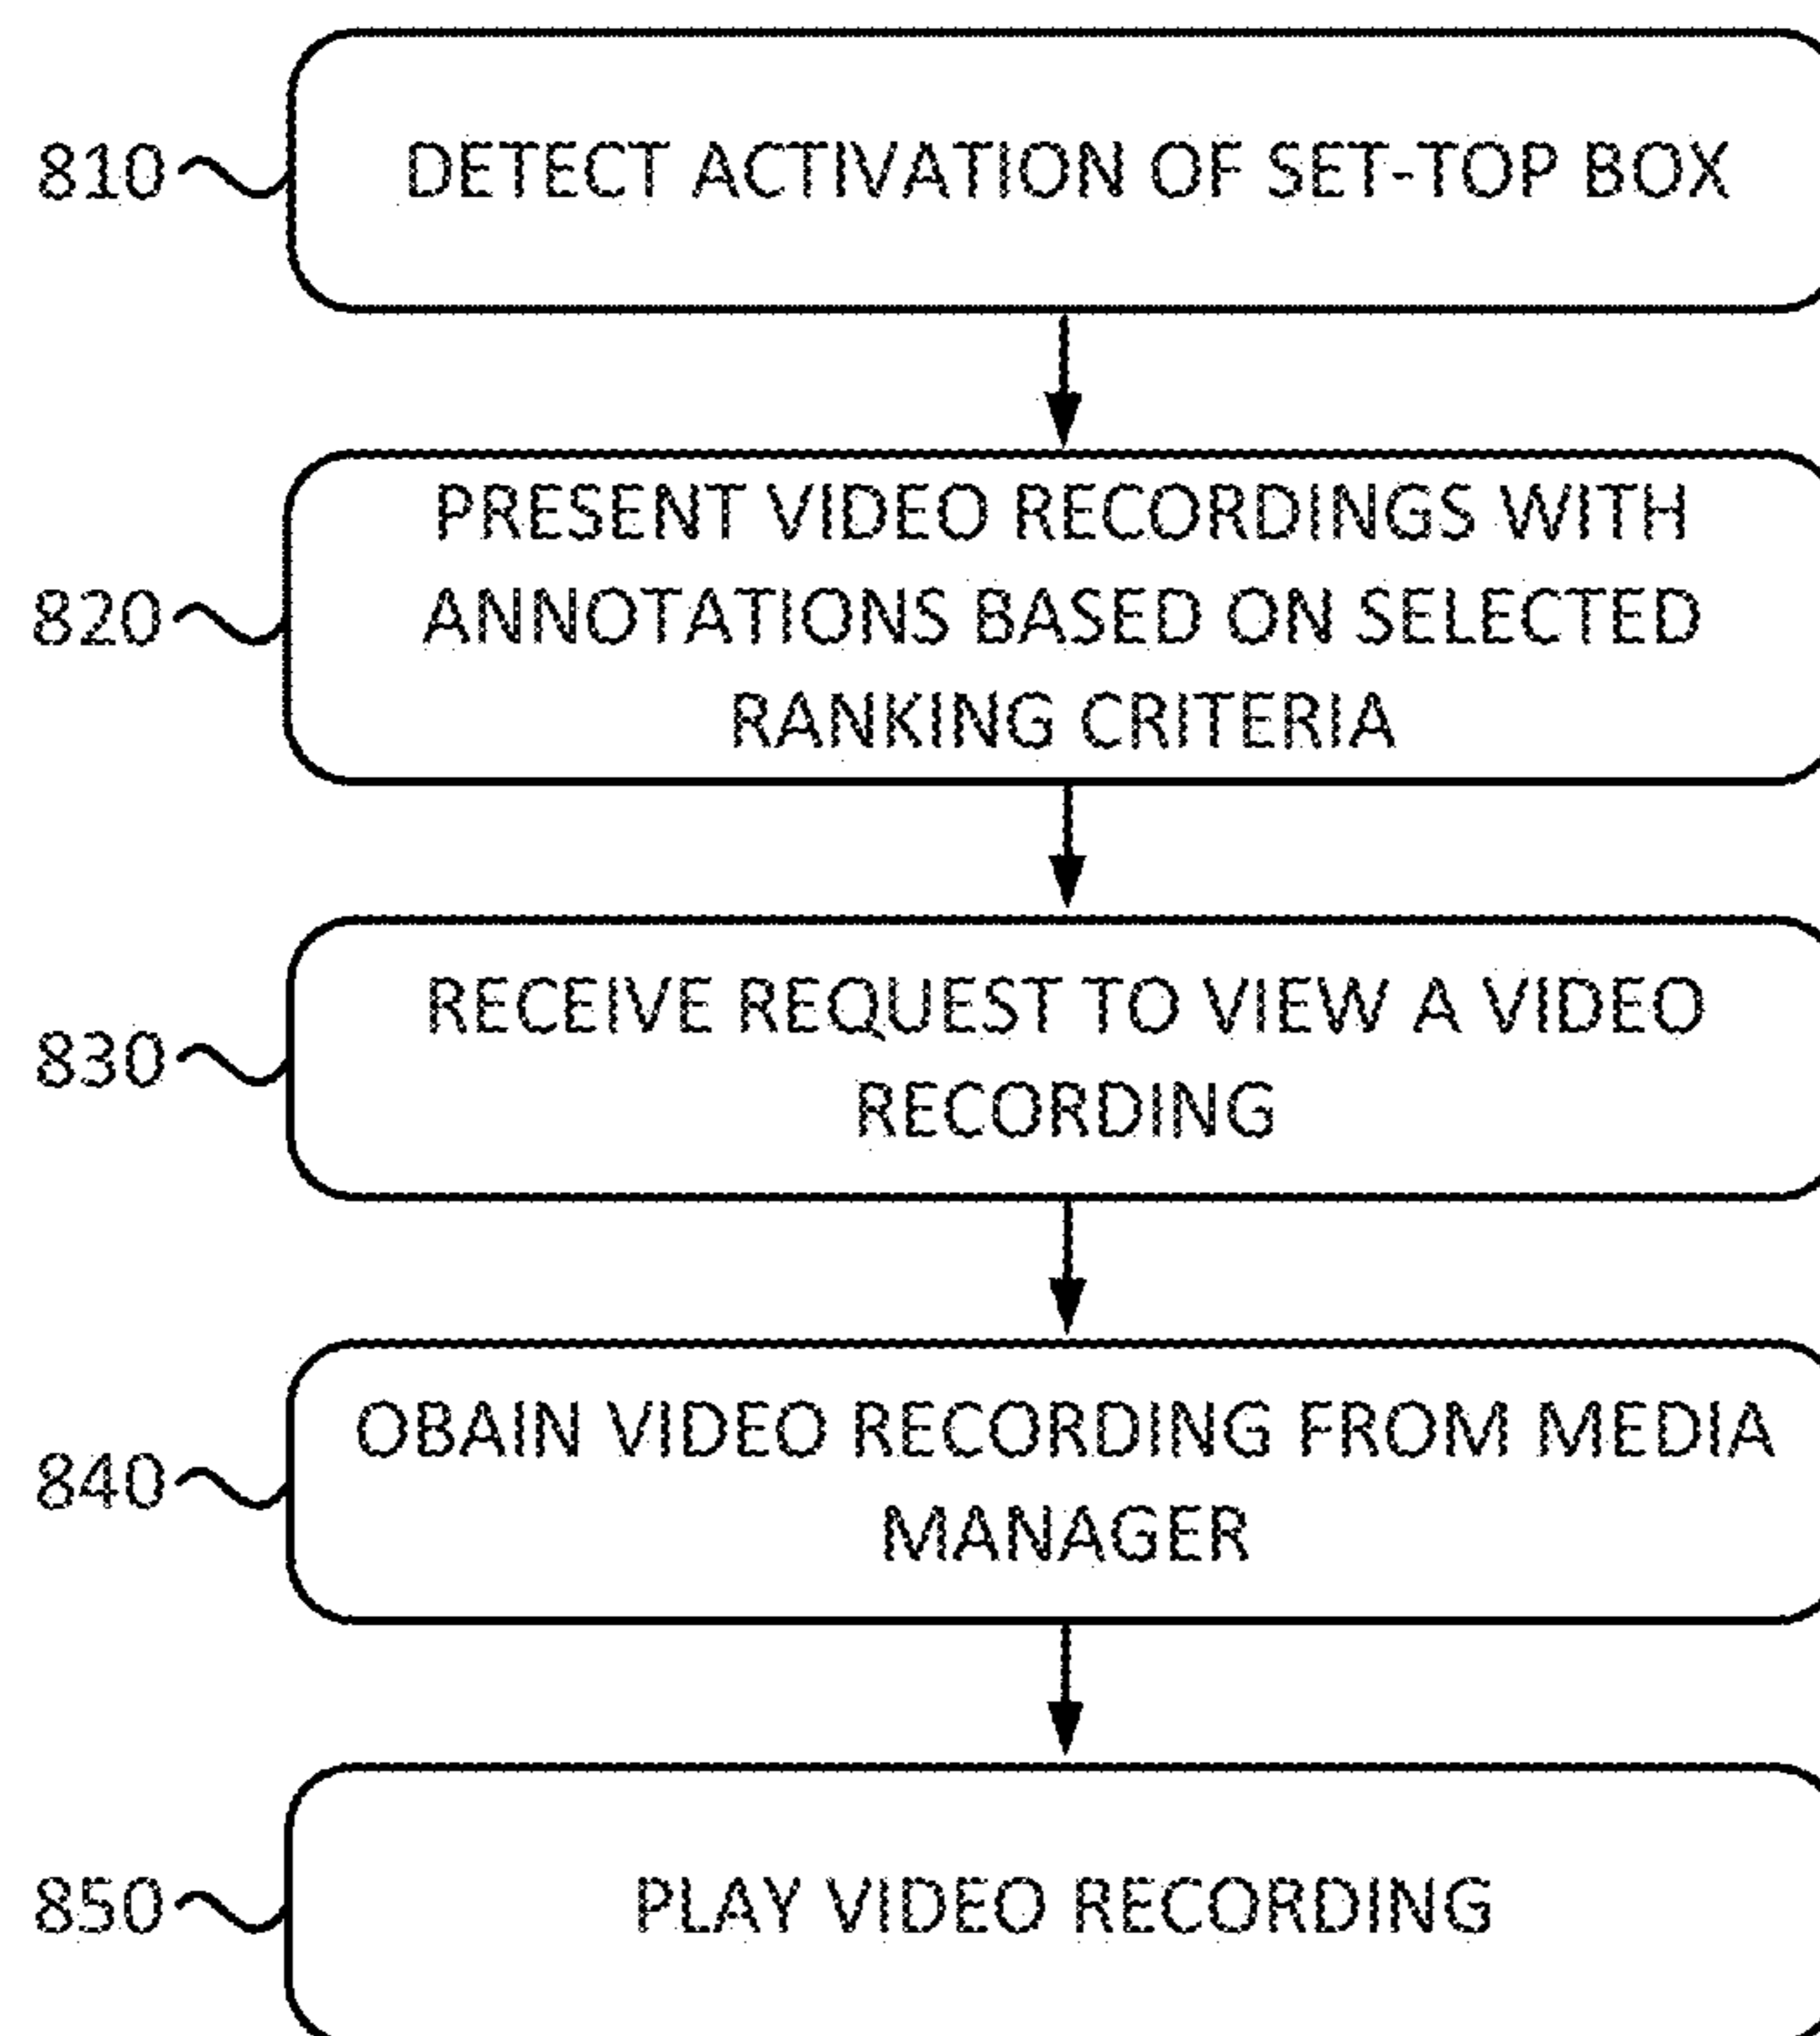 810
DETECT ACTIVATION OF SET-TOP BOX
PRESENT VIDEO RECORDINGS WITH
820
ANNOTATIONS BASED ON SELECTED
RANKING CRITERIA
830
RECEIVE REQUEST TO VIEW A VIDEO
RECORDING
840
OBAIN VIDEO RECORDING FROM MEDIA
MANAGER
850
PLAY VIDEO RECORDING